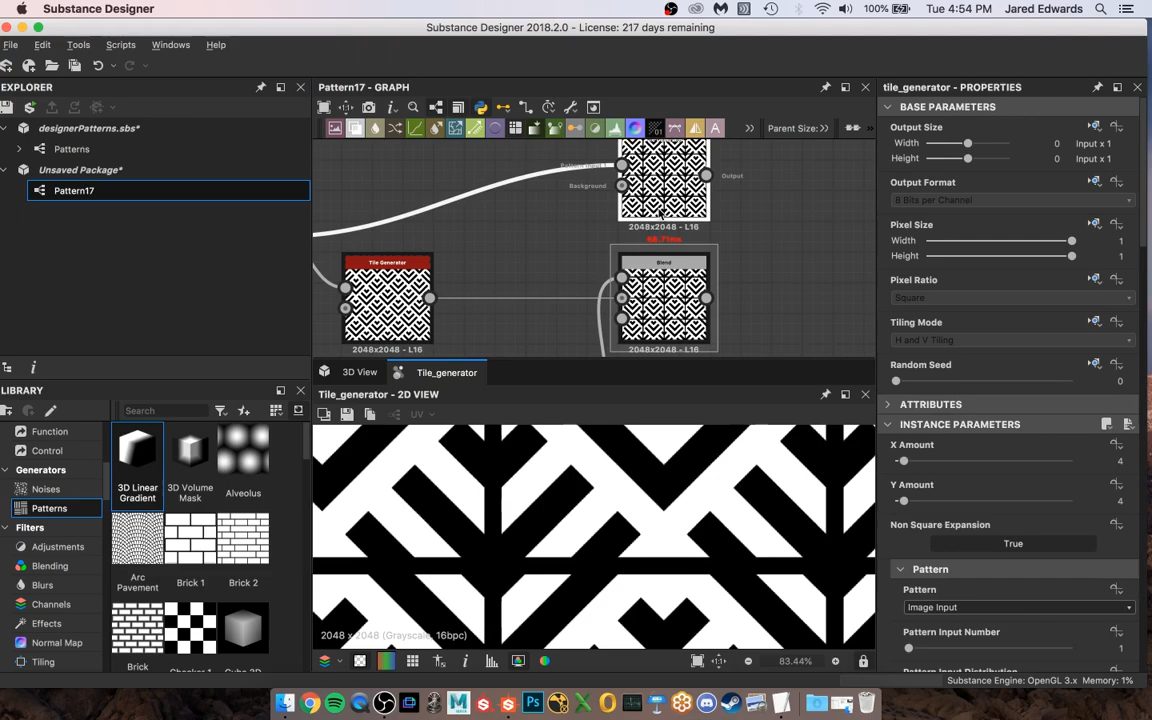 Substance Designer
100%
Tue 4:54 PM
Jared Edwards
Substance Designer 2018.2.0 - License: 217 days remaining
File Edit Tools Scripts Windows Help
EXPLORER
designerPatterns.sbs*
Patterns
Unsaved Package*
Pattern17
LIBRARY
Search
Function
Control
Generators
Noises
Patterns
Filters
Adjustments
Blending
Blurs
Channels
Effects
Normal Map
Tiling
3D Linear
Gradient
3D Volume
Mask
Alveolus
Arc
Pavement
Brick 1
Brick 2
Brick
Pattern17 - GRAPH
Parent Size:
Background
Output
2048x2048 - L16
Tile Generator
2048x2048 - L16
Blend
2048x2048 - L16
3D View
Tile_generator
Tile_generator - 2D VIEW
UV
2048 x 2048 (Grayscale, 16bpc)
83.44%
tile_generator - PROPERTIES
BASE PARAMETERS
Output Size
Width 0 Input x 1
Height 0 Input x 1
Output Format
8 Bits per Channel
Pixel Size
Width 1
Height 1
Pixel Ratio
Square
Tiling Mode
H and V Tiling
Random Seed
0
ATTRIBUTES
INSTANCE PARAMETERS
X Amount
4
Y Amount
4
Non Square Expansion
True
Pattern
Pattern
Image Input
Pattern Input Number
1
Substance Engine: OpenGL 3.x Memory: 1%